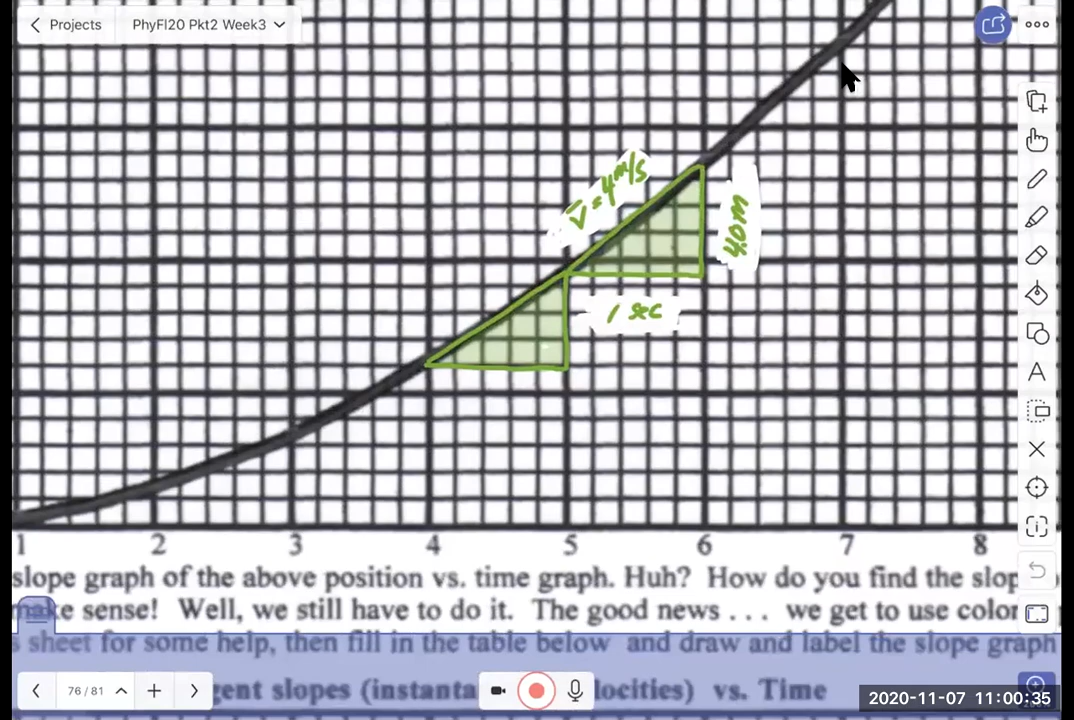 Projects
PhyFl20 Pkt2 Week3
v̄ = 4 m/s
4.0 m
1 sec
1 2 3 4 5 6 7 8
slope graph of the above position vs. time graph. Huh? How do you find the slop
make sense! Well, we still have to do it. The good news . . . we get to use color
sheet for some help, then fill in the table below and draw and label the slope graph
gent slopes (instanta locities) vs. Time
76 / 81
2020-11-07 11:00:35